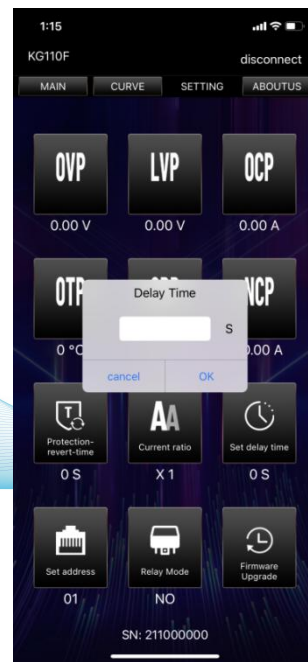 1:15
KG110F
disconnect
MAIN CURVE SETTING ABOUTUS
OVP LVP OCP
0.00 V 0.00 V 0.00 A
OTP NCP
Delay Time
S
0 °C 0.00 A
cancel OK
Protection-
revert-time
Current ratio
Set delay time
0 S X 1 0 S
Set address
Relay Mode
Firmware
Upgrade
01 NO
SN: 211000000